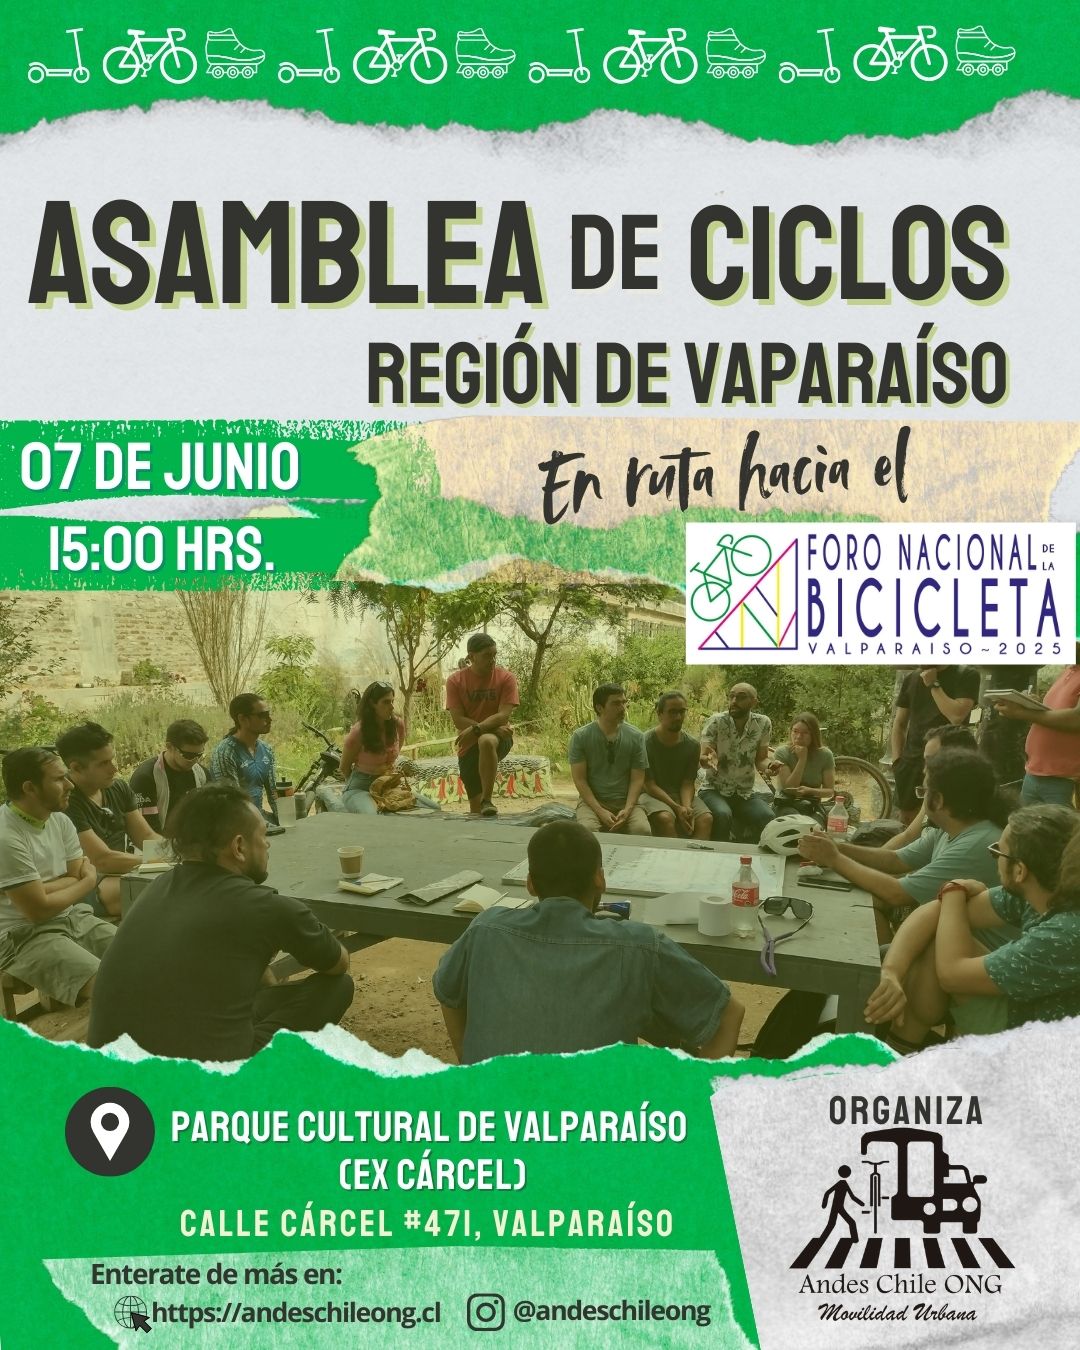 ASAMBLEA DE CICLOS
REGIÓN DE VAPARAÍSO
07 DE JUNIO
15:00 HRS.
En ruta hacia el
FORO NACIONAL DE LA
BICICLETA
VALPARAISO~2025
PARQUE CULTURAL DE VALPARAÍSO
(EX CÁRCEL)
CALLE CÁRCEL #471, VALPARAÍSO
Enterate de más en:
https://andeschileong.cl
@andeschileong
ORGANIZA
Andes Chile ONG
Movilidad Urbana